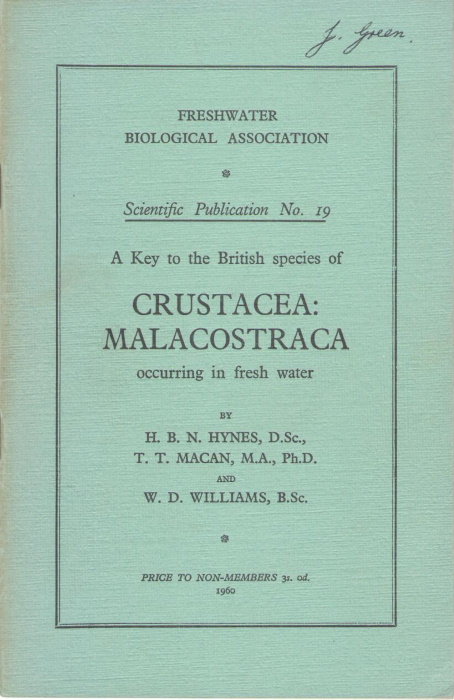 J. Green.
FRESHWATER
BIOLOGICAL ASSOCIATION
Scientific Publication No. 19
A Key to the British species of
CRUSTACEA:
MALACOSTRACA
occurring in fresh water
BY
H. B. N. HYNES, D.Sc.,
T. T. MACAN, M.A., Ph.D.
AND
W. D. WILLIAMS, B.Sc.
PRICE TO NON-MEMBERS 3s. 0d.
1960